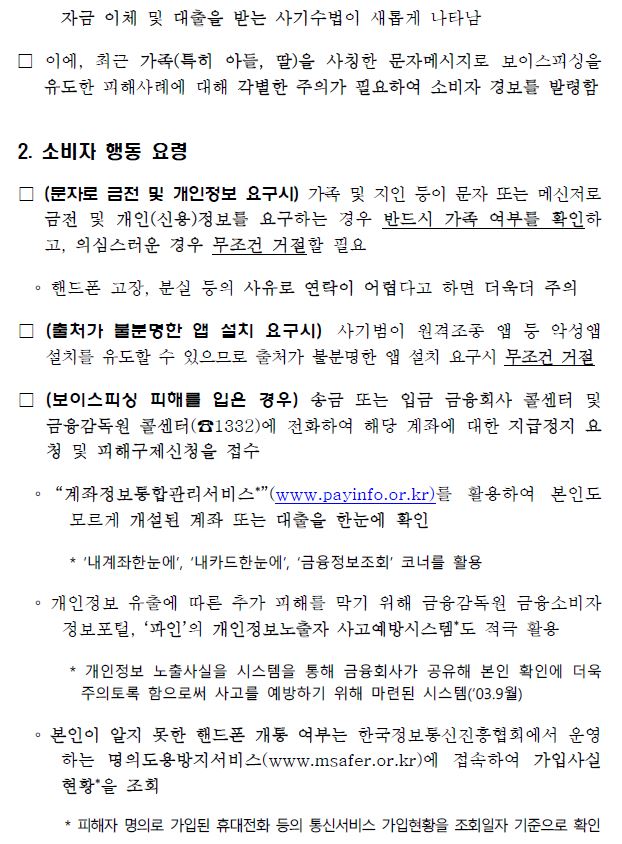 자금 이체 및 대출을 받는 사기수법이 새롭게 나타남
□ 이에, 최근 가족(특히 아들, 딸)을 사칭한 문자메시지로 보이스피싱을
유도한 피해사례에 대해 각별한 주의가 필요하여 소비자 경보를 발령함
2. 소비자 행동 요령
□ (문자로 금전 및 개인정보 요구시) 가족 및 지인 등이 문자 또는 메신저로
금전 및 개인(신용)정보를 요구하는 경우 반드시 가족 여부를 확인하
고, 의심스러운 경우 무조건 거절할 필요
◦ 핸드폰 고장, 분실 등의 사유로 연락이 어렵다고 하면 더욱더 주의
□ (출처가 불분명한 앱 설치 요구시) 사기범이 원격조종 앱 등 악성앱
설치를 유도할 수 있으므로 출처가 불분명한 앱 설치 요구시 무조건 거절
□ (보이스피싱 피해를 입은 경우) 송금 또는 입금 금융회사 콜센터 및
금융감독원 콜센터(☎1332)에 전화하여 해당 계좌에 대한 지급정지 요
청 및 피해구제신청을 접수
◦ “계좌정보통합관리서비스*”(www.payinfo.or.kr)를 활용하여 본인도
모르게 개설된 계좌 또는 대출을 한눈에 확인
* ‘내계좌한눈에’, ‘내카드한눈에’, ‘금융정보조회’ 코너를 활용
◦ 개인정보 유출에 따른 추가 피해를 막기 위해 금융감독원 금융소비자
정보포털, ‘파인’의 개인정보노출자 사고예방시스템*도 적극 활용
* 개인정보 노출사실을 시스템을 통해 금융회사가 공유해 본인 확인에 더욱
주의토록 함으로써 사고를 예방하기 위해 마련된 시스템(‘03.9월)
◦ 본인이 알지 못한 핸드폰 개통 여부는 한국정보통신진흥협회에서 운영
하는 명의도용방지서비스(www.msafer.or.kr)에 접속하여 가입사실
현황*을 조회
* 피해자 명의로 가입된 휴대전화 등의 통신서비스 가입현황을 조회일자 기준으로 확인